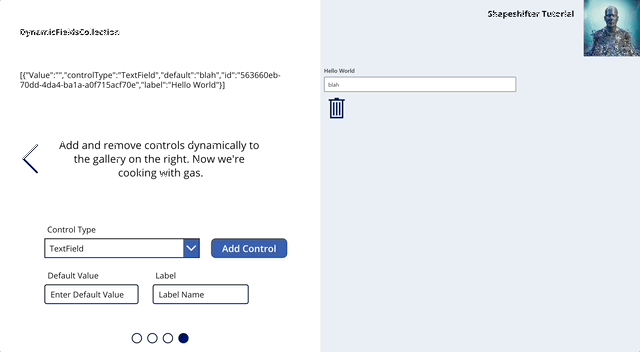 DynamicFieldsCollection
Shapeshifter Tutorial
[{"Value":"","controlType":"TextField","default":"blah","id":"563660eb-
70dd-4da4-ba1a-a0f715acf70e","label":"Hello World"}]
Hello World
blah
Add and remove controls dynamically to
the gallery on the right. Now we're
cooking with gas.
Control Type
TextField
Add Control
Default Value
Label
Enter Default Value
Label Name